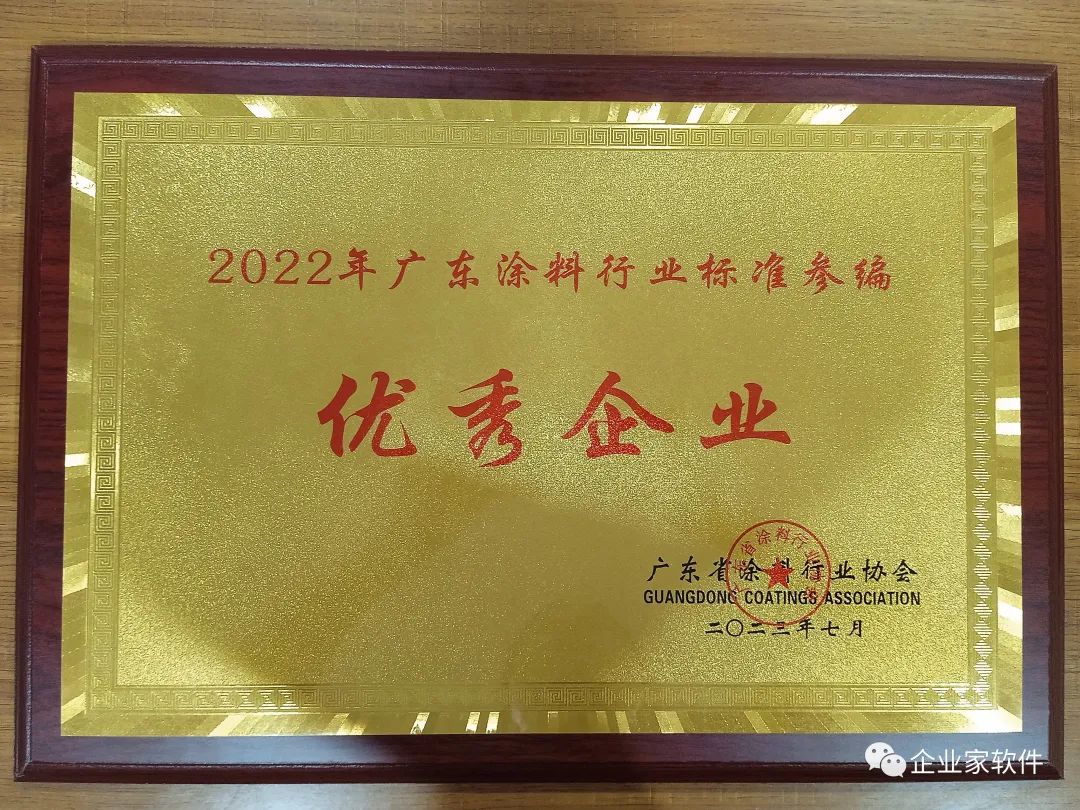 2022年广东涂料行业标准参编
优秀企业
广东省涂料行业协会
GUANGDONG COATINGS ASSOCIATION
二〇二三年七月
企业家软件